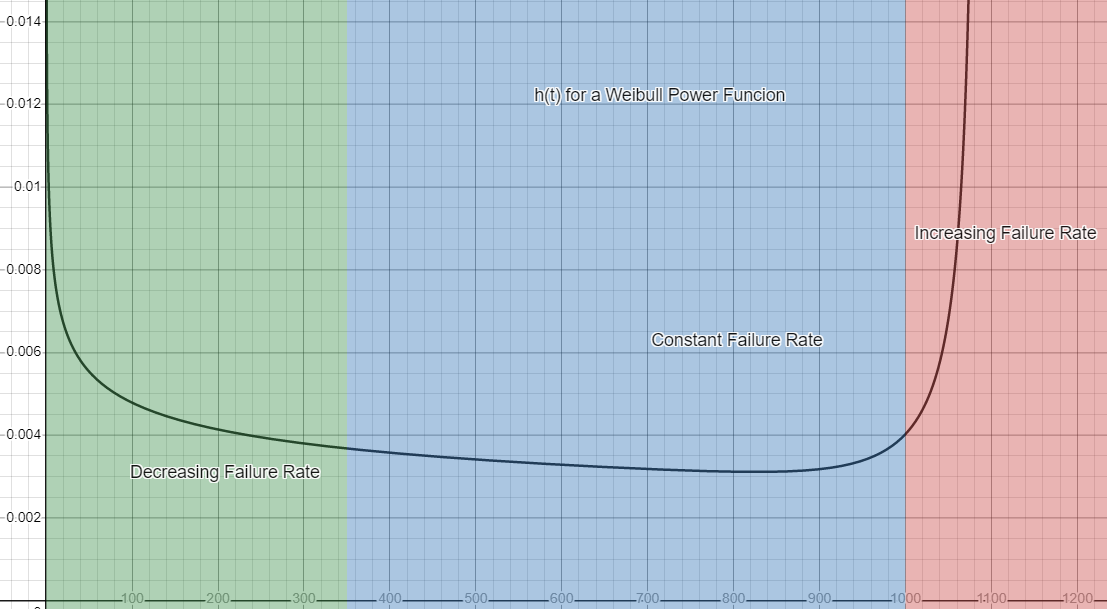 0.014
h(t) for a Weibull Power Funcion
0.012
0.01
Increasing Failure Rate
0.008
0.006
Constant Failure Rate
0.004
Decreasing Failure Rate
0.002
100 200 300 400 500 600 700 800 900 1000 1100 1200